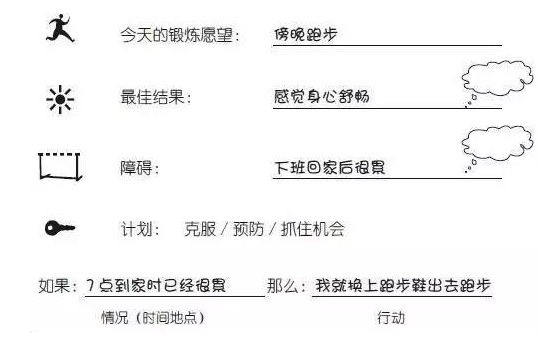 今天的锻炼愿望: 傍晚跑步
最佳结果: 感觉身心舒畅
障碍: 下班回家后很累
计划: 克服 / 预防 / 抓住机会
如果: 7点到家时已经很累 那么: 我就换上跑步鞋出去跑步
情况 (时间地点) 行动